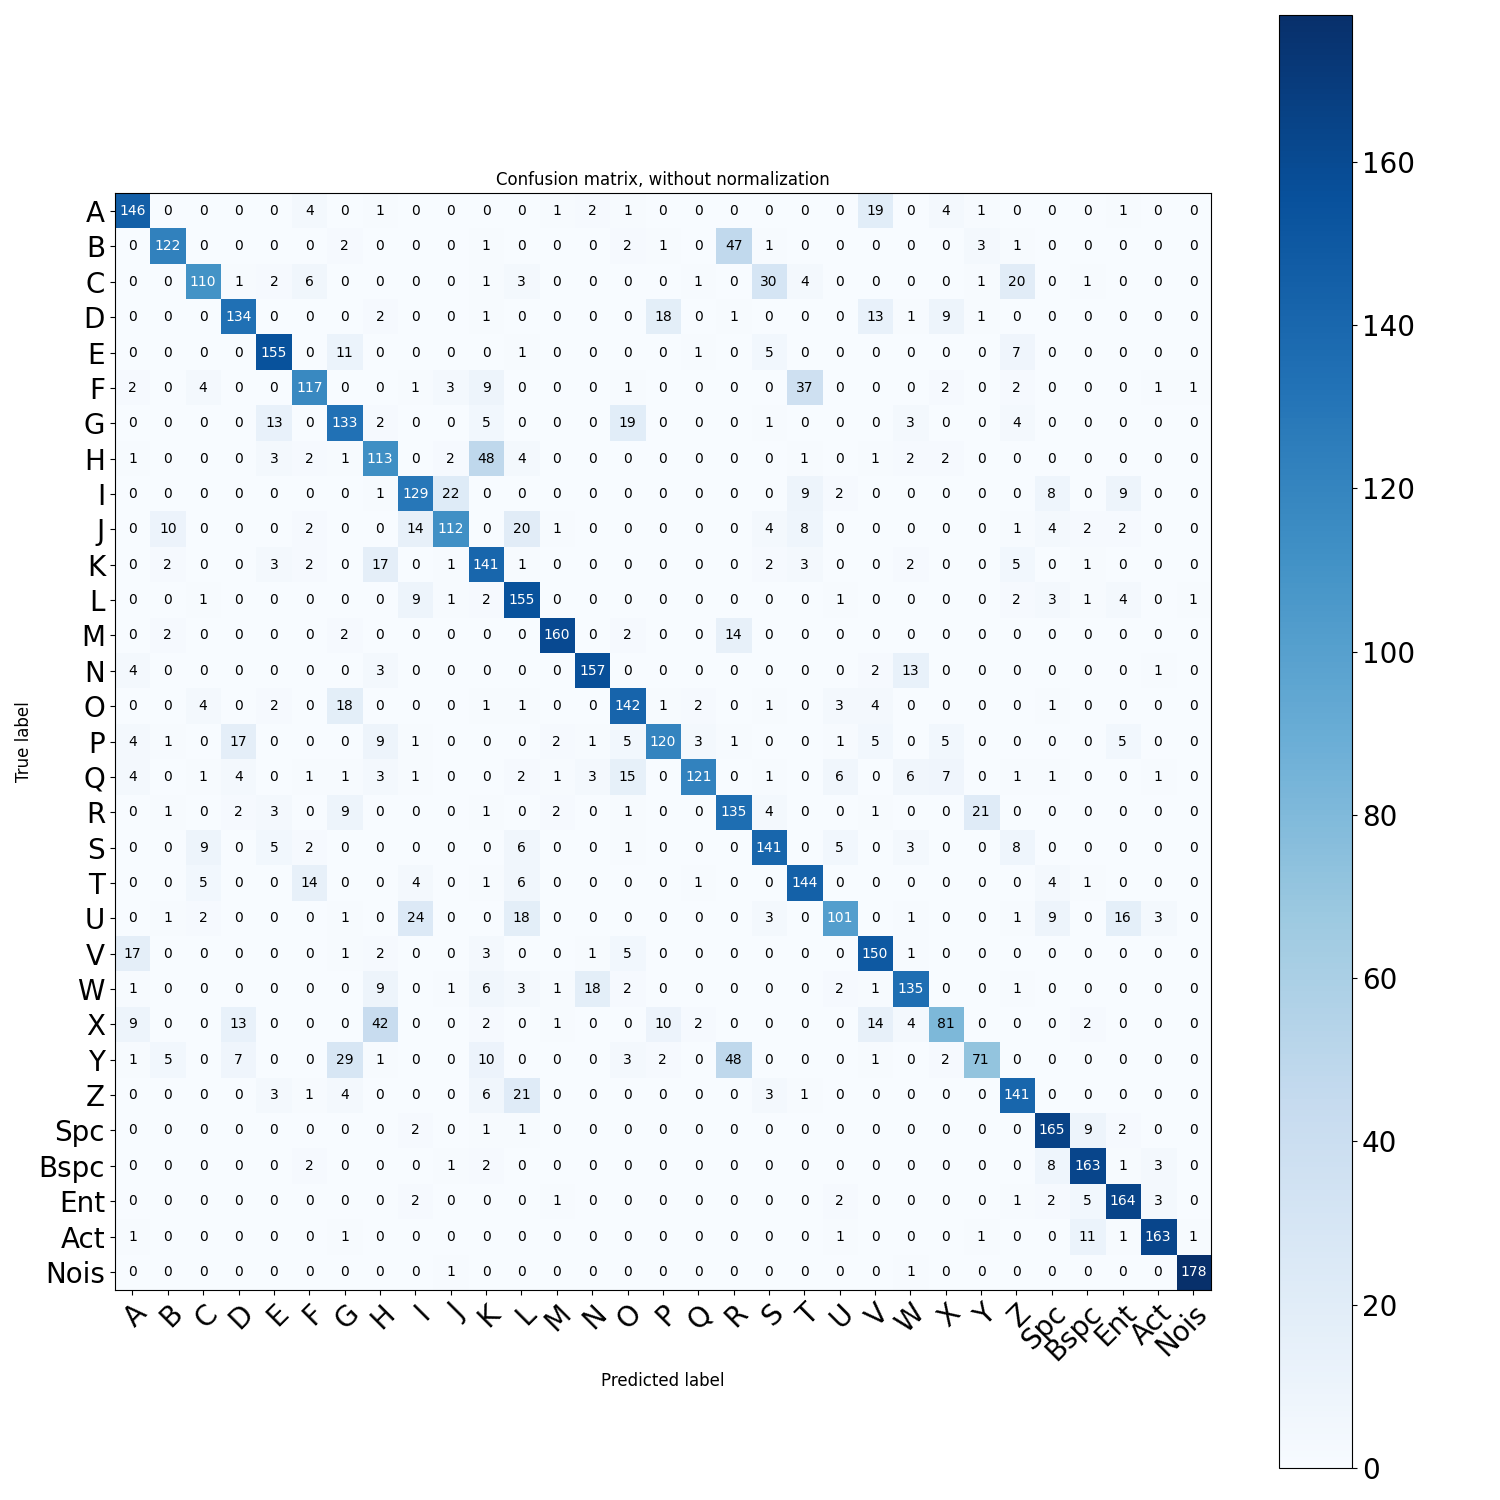 Confusion matrix, without normalization
A 146 0 0 0 0 4 0 1 0 0 0 0 1 2 1 0 0 0 0 0 0 19 0 4 1 0 0 0 1 0 0
B 0 122 0 0 0 0 2 0 0 0 1 0 0 0 2 1 0 47 1 0 0 0 0 0 3 1 0 0 0 0 0
C 0 0 110 1 2 6 0 0 0 0 1 3 0 0 0 0 1 0 30 4 0 0 0 0 1 20 0 1 0 0 0
D 0 0 0 134 0 0 0 2 0 0 1 0 0 0 0 18 0 1 0 0 0 13 1 9 1 0 0 0 0 0 0
E 0 0 0 0 155 0 11 0 0 0 0 1 0 0 0 0 1 0 5 0 0 0 0 0 0 7 0 0 0 0 0
F 2 0 4 0 0 117 0 0 1 3 9 0 0 0 1 0 0 0 0 37 0 0 0 2 0 2 0 0 0 1 1
G 0 0 0 0 13 0 133 2 0 0 5 0 0 0 19 0 0 0 1 0 0 0 3 0 0 4 0 0 0 0 0
H 1 0 0 0 3 2 1 113 0 2 48 4 0 0 0 0 0 0 0 1 0 1 2 2 0 0 0 0 0 0 0
I 0 0 0 0 0 0 0 1 129 22 0 0 0 0 0 0 0 0 0 9 2 0 0 0 0 0 8 0 9 0 0
J 0 10 0 0 0 2 0 0 14 112 0 20 1 0 0 0 0 0 4 8 0 0 0 0 0 1 4 2 2 0 0
K 0 2 0 0 3 2 0 17 0 1 141 1 0 0 0 0 0 0 2 3 0 0 2 0 0 5 0 1 0 0 0
L 0 0 1 0 0 0 0 0 9 1 2 155 0 0 0 0 0 0 0 0 1 0 0 0 0 2 3 1 4 0 1
M 0 2 0 0 0 0 2 0 0 0 0 0 160 0 2 0 0 14 0 0 0 0 0 0 0 0 0 0 0 0 0
N 4 0 0 0 0 0 0 3 0 0 0 0 0 157 0 0 0 0 0 0 0 2 13 0 0 0 0 0 0 1 0
O 0 0 4 0 2 0 18 0 0 0 1 1 0 0 142 1 2 0 1 0 3 4 0 0 0 0 1 0 0 0 0
P 4 1 0 17 0 0 0 9 1 0 0 0 2 1 5 120 3 1 0 0 1 5 0 5 0 0 0 0 5 0 0
Q 4 0 1 4 0 1 1 3 1 0 0 2 1 3 15 0 121 0 1 0 6 0 6 7 0 1 1 0 0 1 0
R 0 1 0 2 3 0 9 0 0 0 1 0 2 0 1 0 0 135 4 0 0 1 0 0 21 0 0 0 0 0 0
S 0 0 9 0 5 2 0 0 0 0 0 6 0 0 1 0 0 0 141 0 5 0 3 0 0 8 0 0 0 0 0
T 0 0 5 0 0 14 0 0 4 0 1 6 0 0 0 0 1 0 0 144 0 0 0 0 0 0 4 1 0 0 0
U 0 1 2 0 0 0 1 0 24 0 0 18 0 0 0 0 0 0 3 0 101 0 1 0 0 1 9 0 16 3 0
V 17 0 0 0 0 0 1 2 0 0 3 0 0 1 5 0 0 0 0 0 0 150 1 0 0 0 0 0 0 0 0
W 1 0 0 0 0 0 0 9 0 1 6 3 1 18 2 0 0 0 0 0 2 1 135 0 0 1 0 0 0 0 0
X 9 0 0 13 0 0 0 42 0 0 2 0 1 0 0 10 2 0 0 0 0 14 4 81 0 0 0 2 0 0 0
Y 1 5 0 7 0 0 29 1 0 0 10 0 0 0 3 2 0 48 0 0 0 1 0 2 71 0 0 0 0 0 0
Z 0 0 0 0 3 1 4 0 0 0 6 21 0 0 0 0 0 0 3 1 0 0 0 0 0 141 0 0 0 0 0
Spc 0 0 0 0 0 0 0 0 2 0 1 1 0 0 0 0 0 0 0 0 0 0 0 0 0 0 165 9 2 0 0
Bspc 0 0 0 0 0 2 0 0 0 1 2 0 0 0 0 0 0 0 0 0 0 0 0 0 0 0 8 163 1 3 0
Ent 0 0 0 0 0 0 0 0 2 0 0 0 1 0 0 0 0 0 0 0 2 0 0 0 0 1 2 5 164 3 0
Act 1 0 0 0 0 0 1 0 0 0 0 0 0 0 0 0 0 0 0 0 1 0 0 0 1 0 0 11 1 163 1
Nois 0 0 0 0 0 0 0 0 0 1 0 0 0 0 0 0 0 0 0 0 0 0 1 0 0 0 0 0 0 0 178
A B C D E F G H I J K L M N O P Q R S T U V W X Y Z Spc Bspc Ent Act Nois
Predicted label
True label
160
140
120
100
80
60
40
20
0